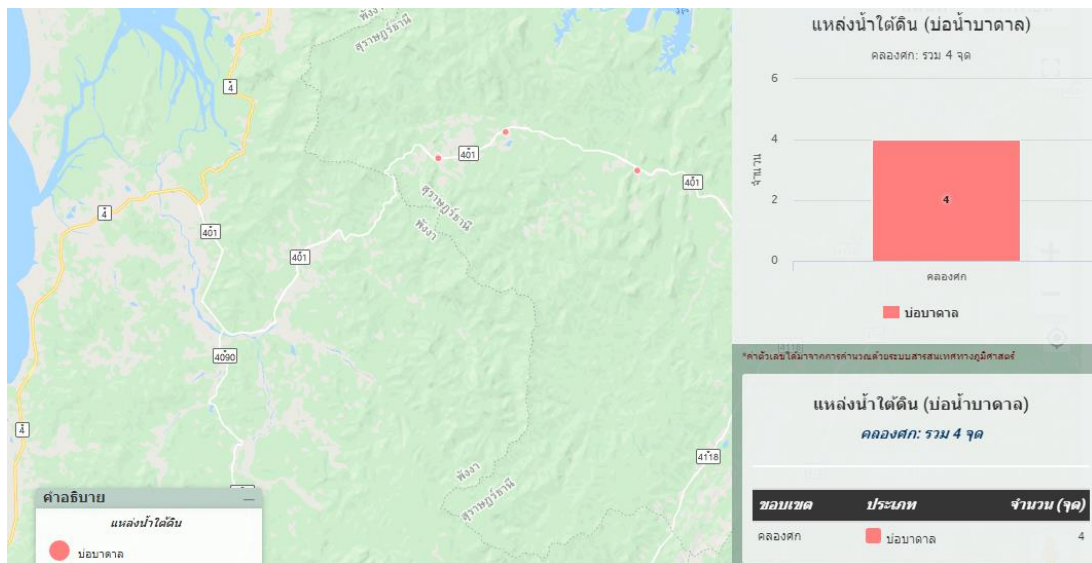 สุราษฎร์ธานี
พังงา
4
401
401
สุราษฎร์ธานี
พังงา
4
401
401
4090
4
4118
พังงา
สุราษฎร์ธานี
คำอธิบาย
แหล่งน้ำใต้ดิน
บ่อบาดาล
แหล่งน้ำใต้ดิน (บ่อน้ำบาดาล)
คลองศก: รวม 4 จุด
จำนวน
6
4
2
0
4
คลองศก
บ่อบาดาล
*ค่าตัวเลขได้มาจากการคำนวณด้วยระบบสารสนเทศทางภูมิศาสตร์
แหล่งน้ำใต้ดิน (บ่อน้ำบาดาล)
คลองศก: รวม 4 จุด
ขอบเขต ประเภท จำนวน (จุด)
คลองศก บ่อบาดาล 4